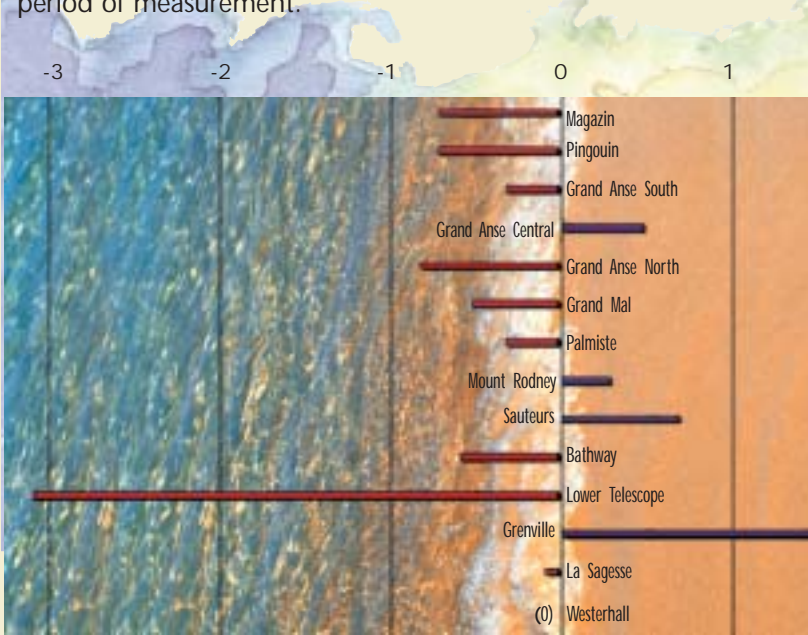 period of measurement.
-3 -2 -1 0 1
Magazin
Pingouin
Grand Anse South
Grand Anse Central
Grand Anse North
Grand Mal
Palmiste
Mount Rodney
Sauteurs
Bathway
Lower Telescope
Grenville
La Sagesse
(0) Westerhall